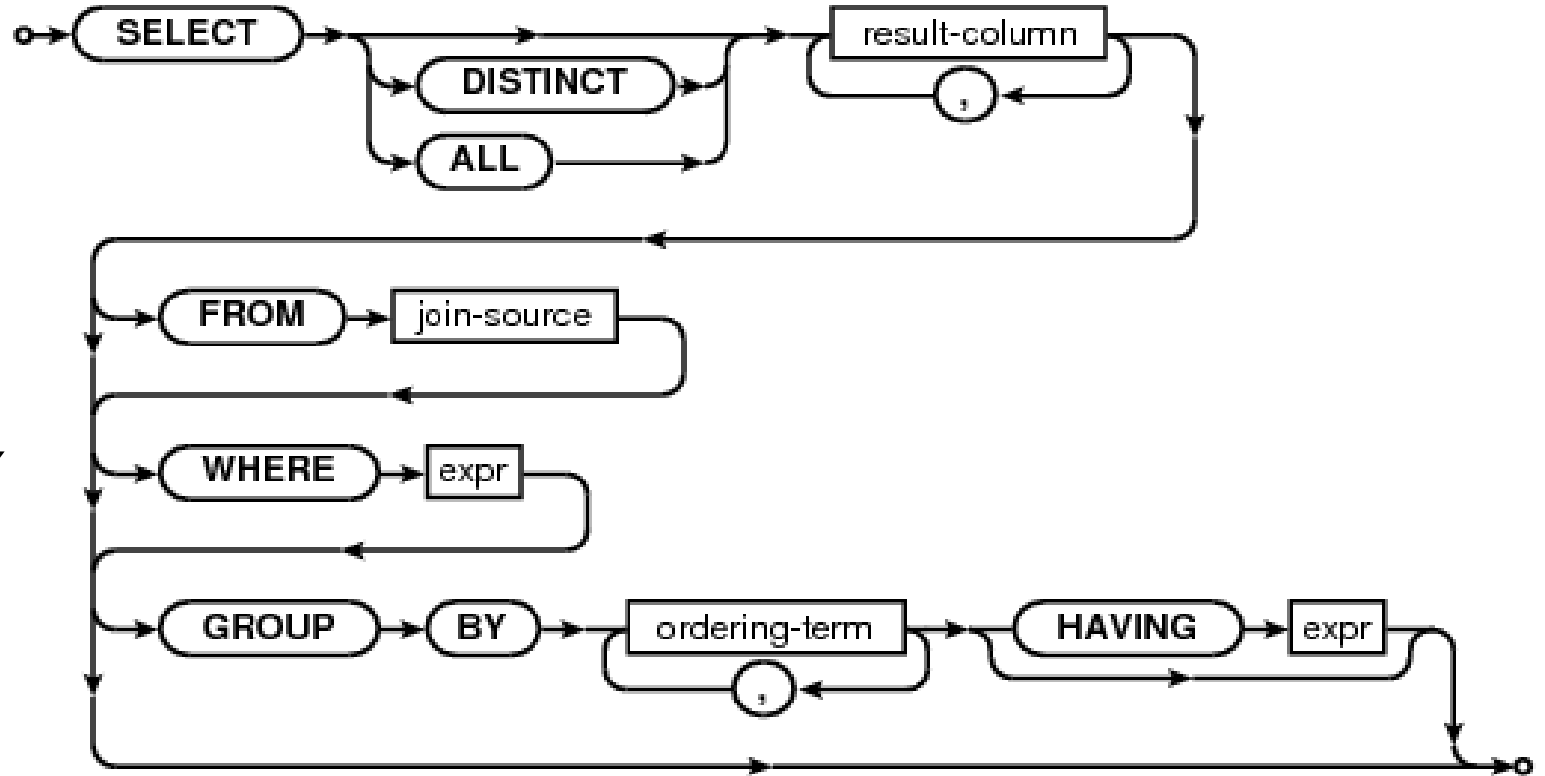 SELECT result-column
DISTINCT ,
ALL
FROM join-source
WHERE expr
GROUP BY ordering-term HAVING expr
,